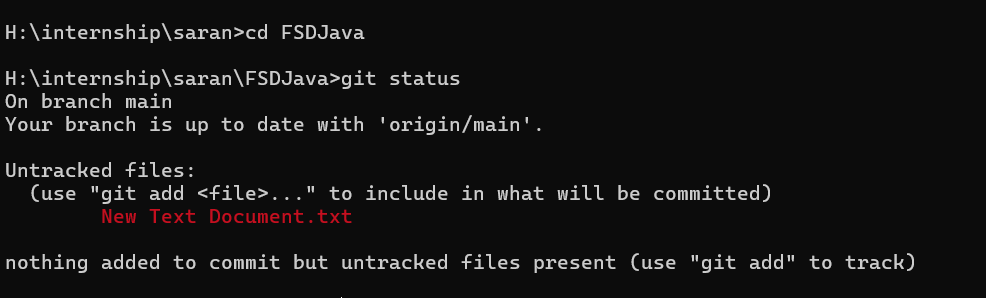 H:\internship\saran>cd FSDJava
H:\internship\saran\FSDJava>git status
On branch main
Your branch is up to date with 'origin/main'.
Untracked files:
  (use "git add <file>..." to include in what will be committed)
        New Text Document.txt
nothing added to commit but untracked files present (use "git add" to track)